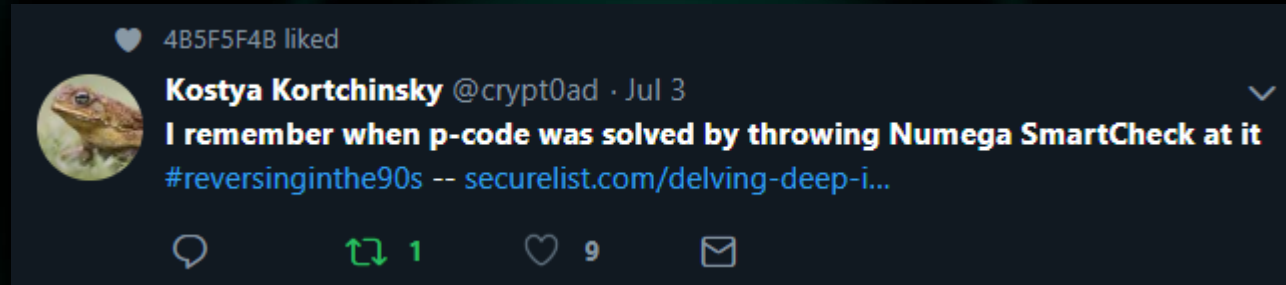 4B5F5F4B liked
Kostya Kortchinsky @crypt0ad · Jul 3
I remember when p-code was solved by throwing Numega SmartCheck at it
#reversinginthe90s -- securelist.com/delving-deep-i...
1 9